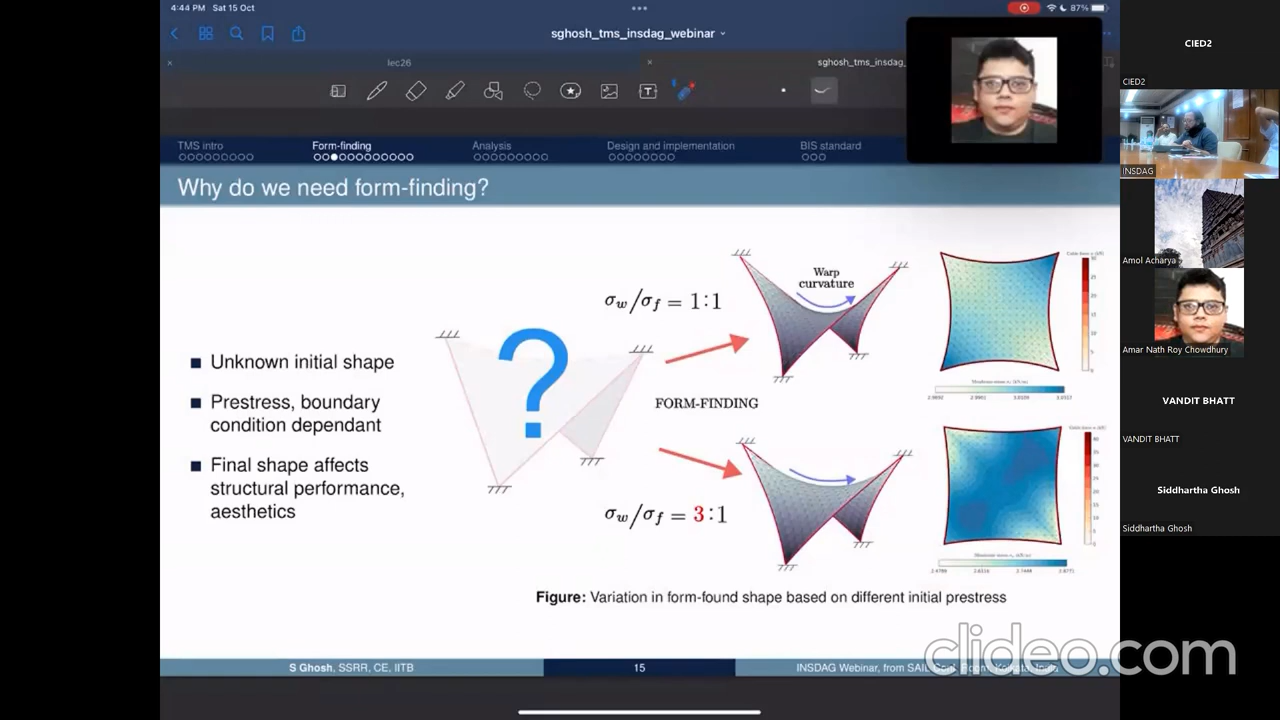 4:44 PM Sat 15 Oct
87%
sghosh_tms_insdag_webinar
lec26
sghosh_tms_insdag_
TMS intro
Form-finding
Analysis
Design and implementation
BIS standard
Why do we need form-finding?
Unknown initial shape
Prestress, boundary
condition dependant
Final shape affects
structural performance,
aesthetics
?
σw/σf = 1:1
FORM-FINDING
σw/σf = 3:1
Warp
curvature
Figure: Variation in form-found shape based on different initial prestress
S Ghosh, SSRR, CE, IITB
15
INSDAG Webinar, from SAIL Conf. Room, Kolkata, India
clideo.com
CIED2
CIED2
INSDAG
Amol Acharya
Amar Nath Roy Chowdhury
VANDIT BHATT
VANDIT BHATT
Siddhartha Ghosh
Siddhartha Ghosh